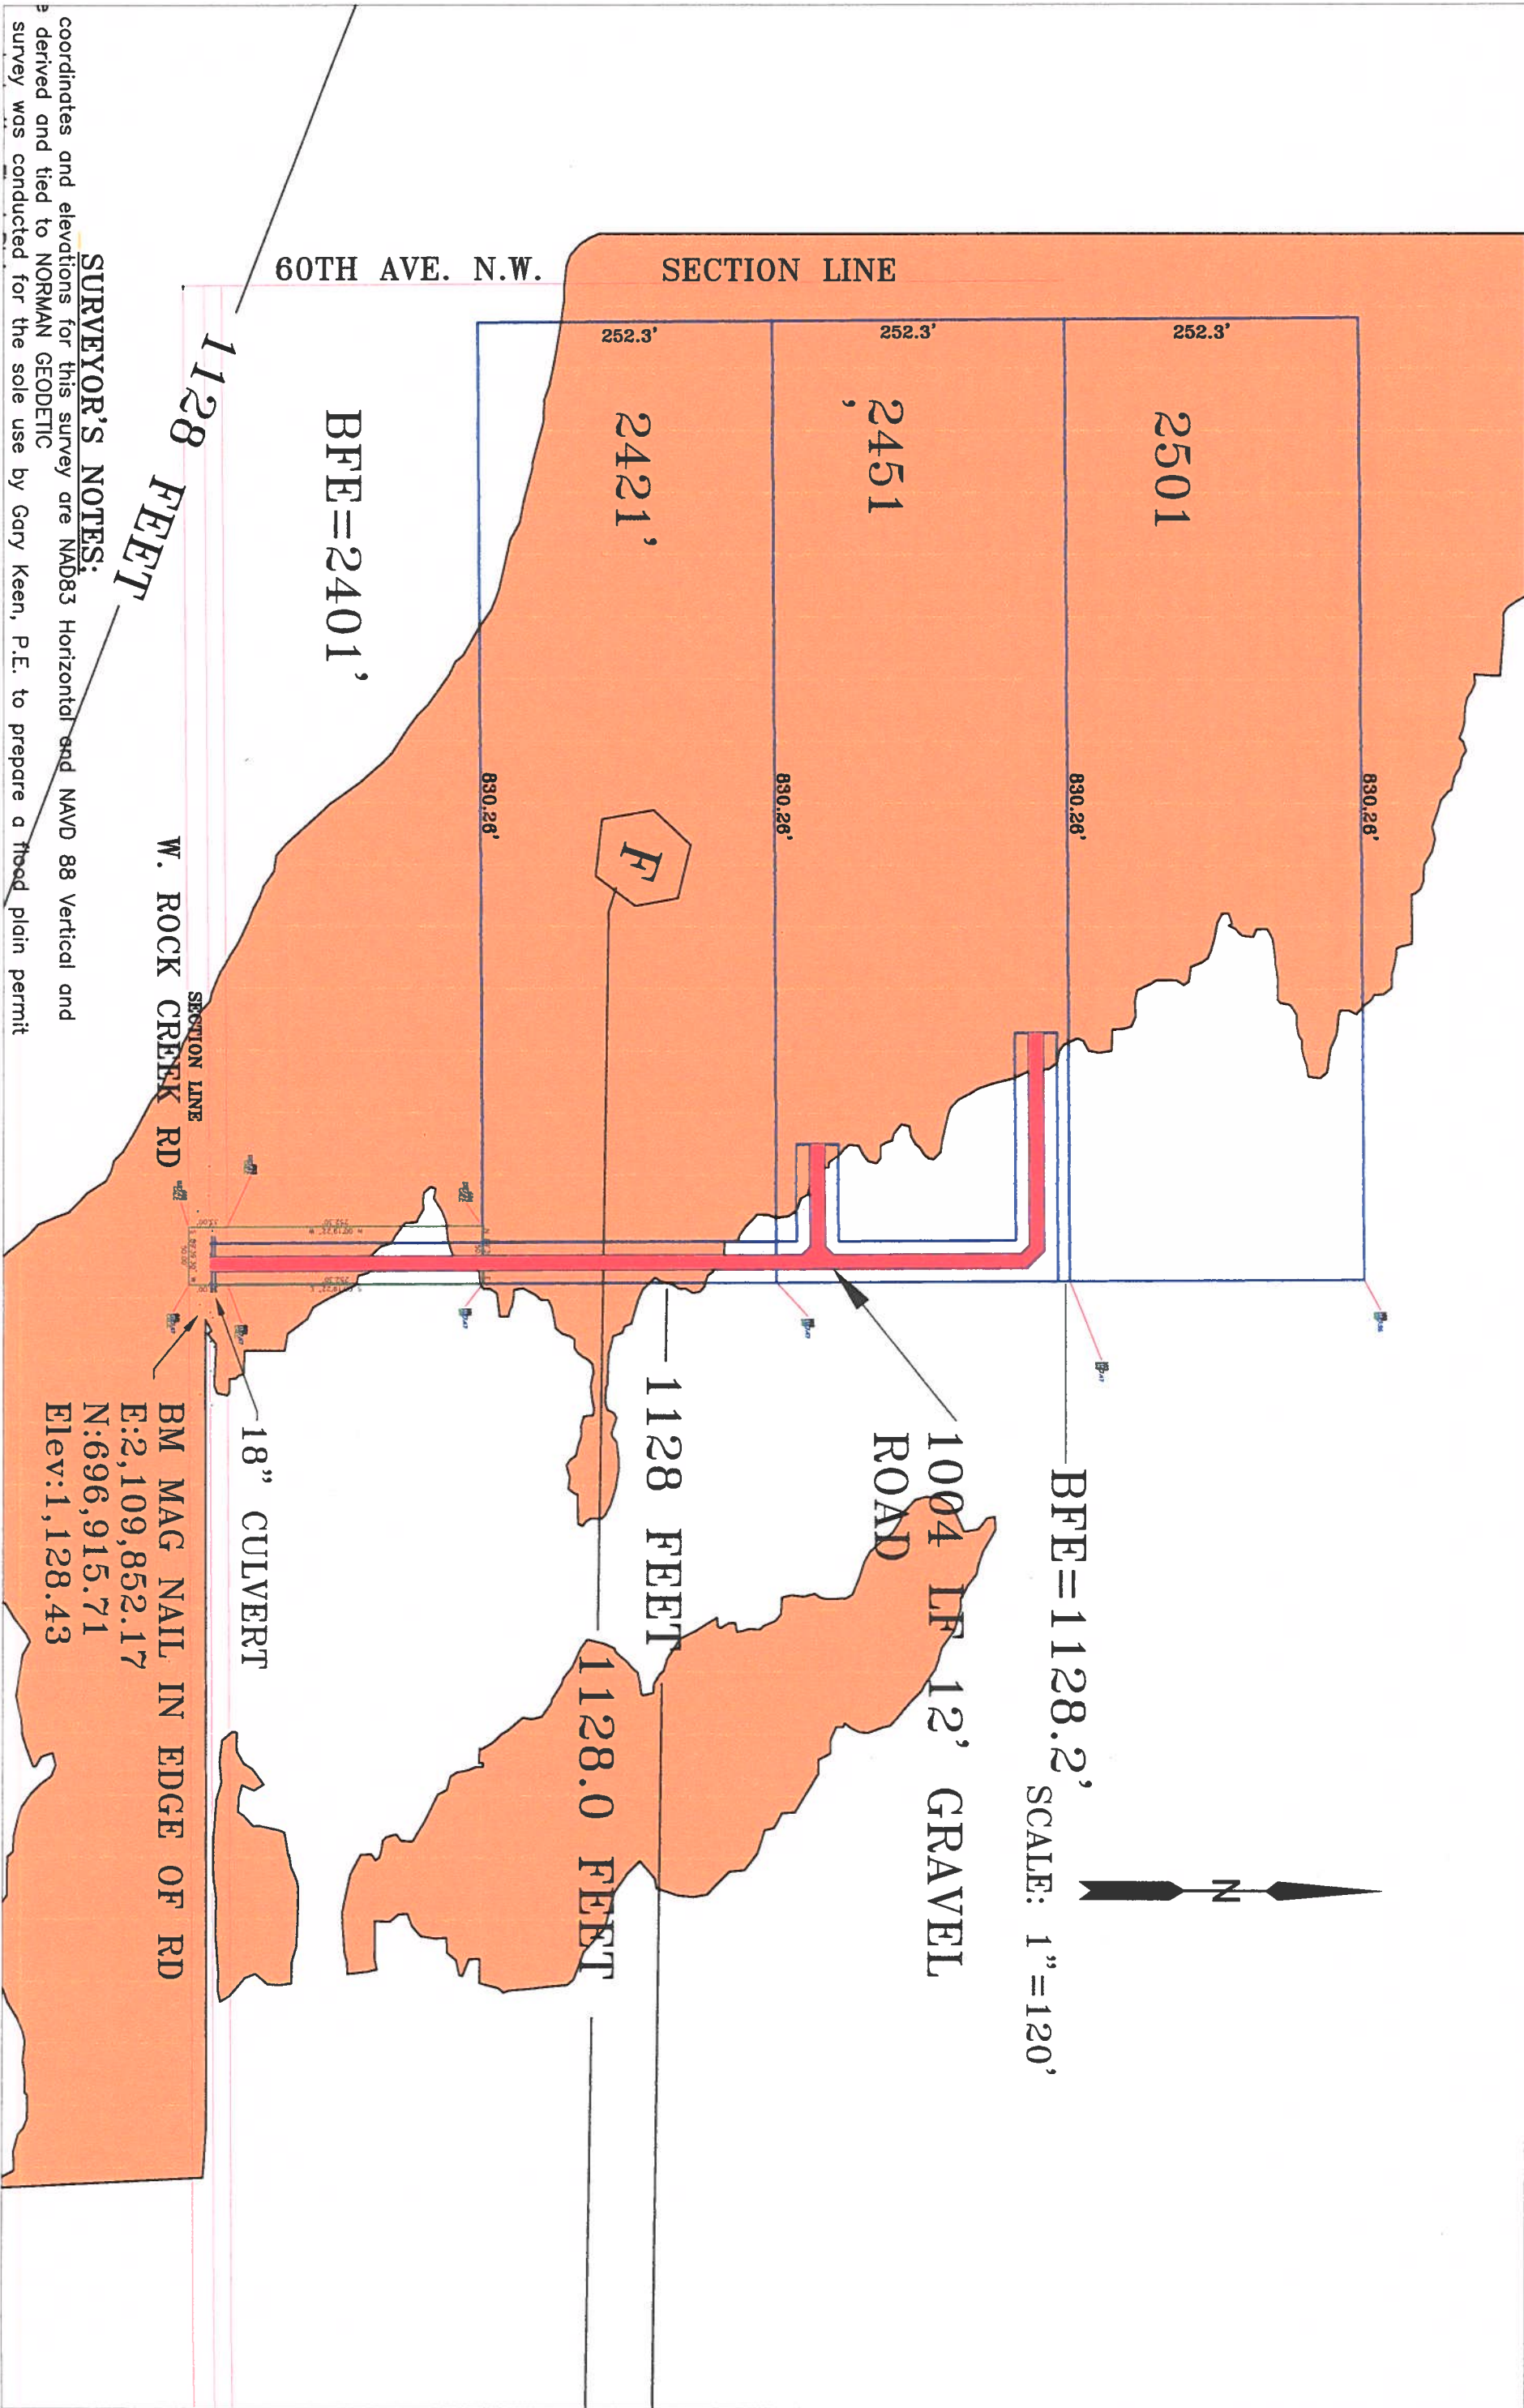 60TH AVE. N.W.
SECTION LINE
252.3'
252.3'
252.3'
2501
2451
'
2421'
BFE=2401'
830.26'
830.26'
830.26'
830.26'
F
1128 FEET
W. ROCK CREEK RD
SECTION LINE
BFE=1128.2'
SCALE: 1"=120'
N
1004 LF 12' GRAVEL
ROAD
1128 FEET
1128.0 FEET
18" CULVERT
BM MAG NAIL IN EDGE OF RD
E:2,109,852.17
N:696,915.71
Elev:1,128.43
SURVEYOR'S NOTES:
coordinates and elevations for this survey are NAD83 Horizontal and NAVD 88 Vertical and
derived and tied to NORMAN GEODETIC
survey was conducted for the sole use by Gary Keen, P.E. to prepare a flood plain permit